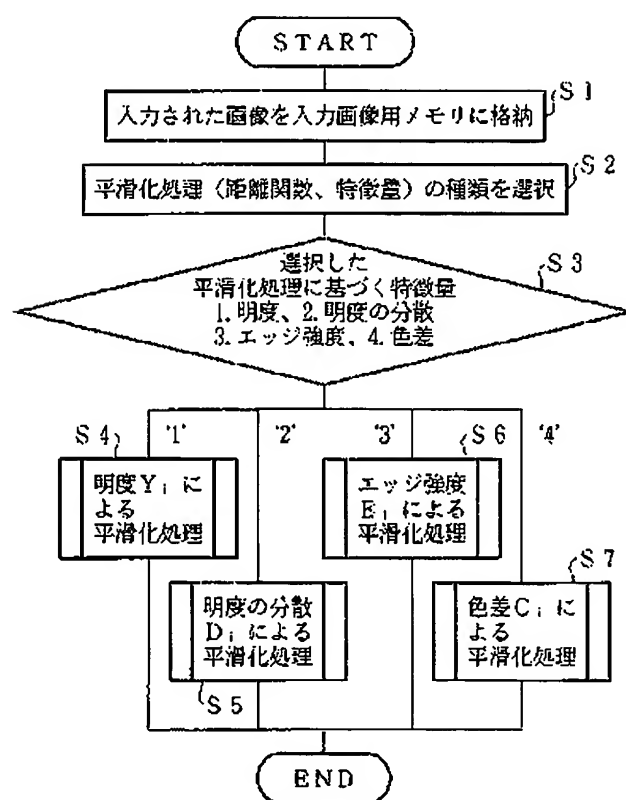 START
S1
入力された画像を入力画像用メモリに格納
S2
平滑化処理（距離関数、特徴量）の種類を選択
S3
選択した
平滑化処理に基づく特徴量
1. 明度、2. 明度の分散
3. エッジ強度、4. 色差
S4
'1'
'2'
'3'
S6
'4'
明度Yiに
よる
平滑化処理
エッジ強度
Eiによる
平滑化処理
S7
明度の分散
Diによる
平滑化処理
色差Ciに
よる
平滑化処理
S5
END